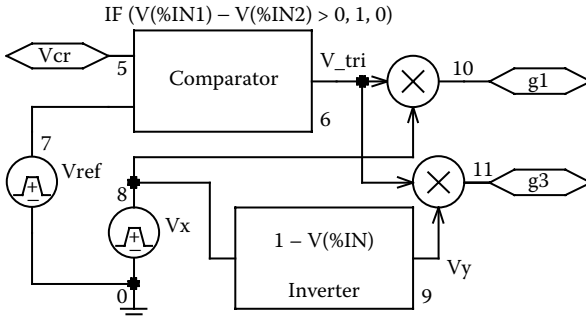 IF (V(%IN1) – V(%IN2) > 0, 1, 0)
Vcr
5
Comparator
V_tri
10
g1
6
7
Vref
11
g3
8
Vx
1 – V(%IN)
Inverter
Vy
9
0